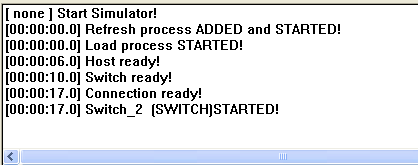 [ none ] Start Simulator!
[00:00:00.0] Refresh process ADDED and STARTED!
[00:00:00.0] Load process STARTED!
[00:00:06.0] Host ready!
[00:00:10.0] Switch ready!
[00:00:17.0] Connection ready!
[00:00:17.0] Switch_2  (SWITCH)STARTED!